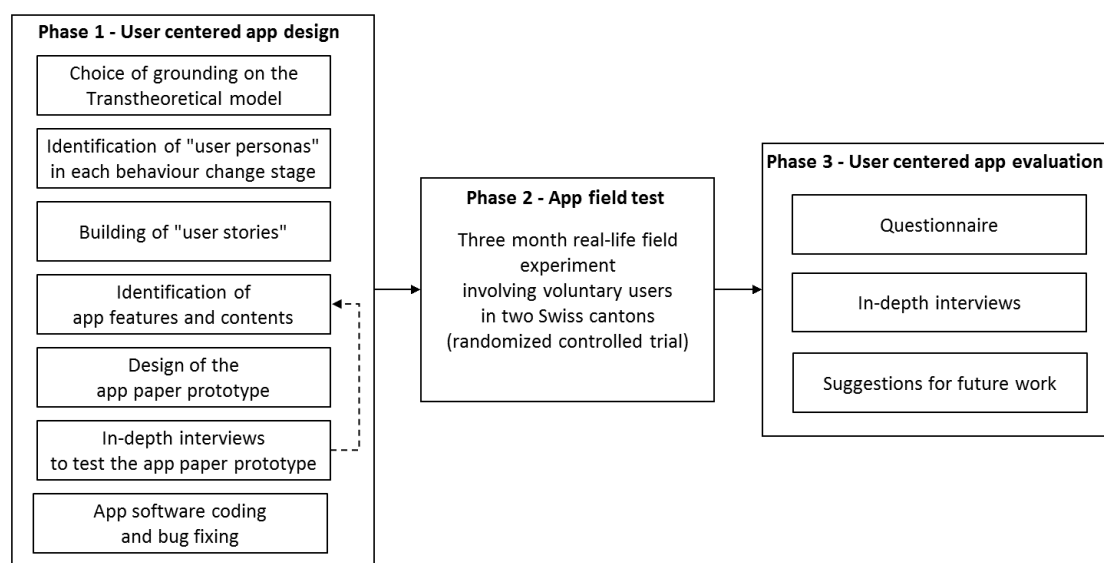 Phase 1 - User centered app design
Choice of grounding on the
Transtheoretical model
Identification of "user personas"
in each behaviour change stage
Building of "user stories"
Identification of
app features and contents
Design of the
app paper prototype
In-depth interviews
to test the app paper prototype
App software coding
and bug fixing
Phase 2 - App field test
Three month real-life field
experiment
involving voluntary users
in two Swiss cantons
(randomized controlled trial)
Phase 3 - User centered app evaluation
Questionnaire
In-depth interviews
Suggestions for future work